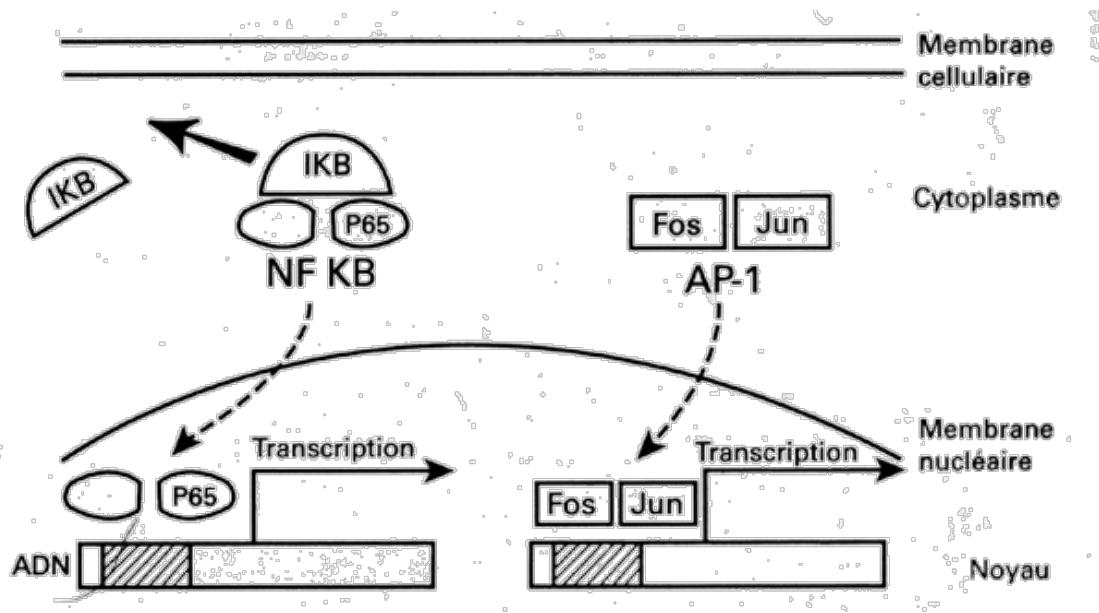 Membrane
cellulaire
IKB
IKB
Cytoplasme
P65
Fos
Jun
NF KB
AP-1
Membrane
nucléaire
Transcription
Transcription
P65
Fos
Jun
ADN
Noyau